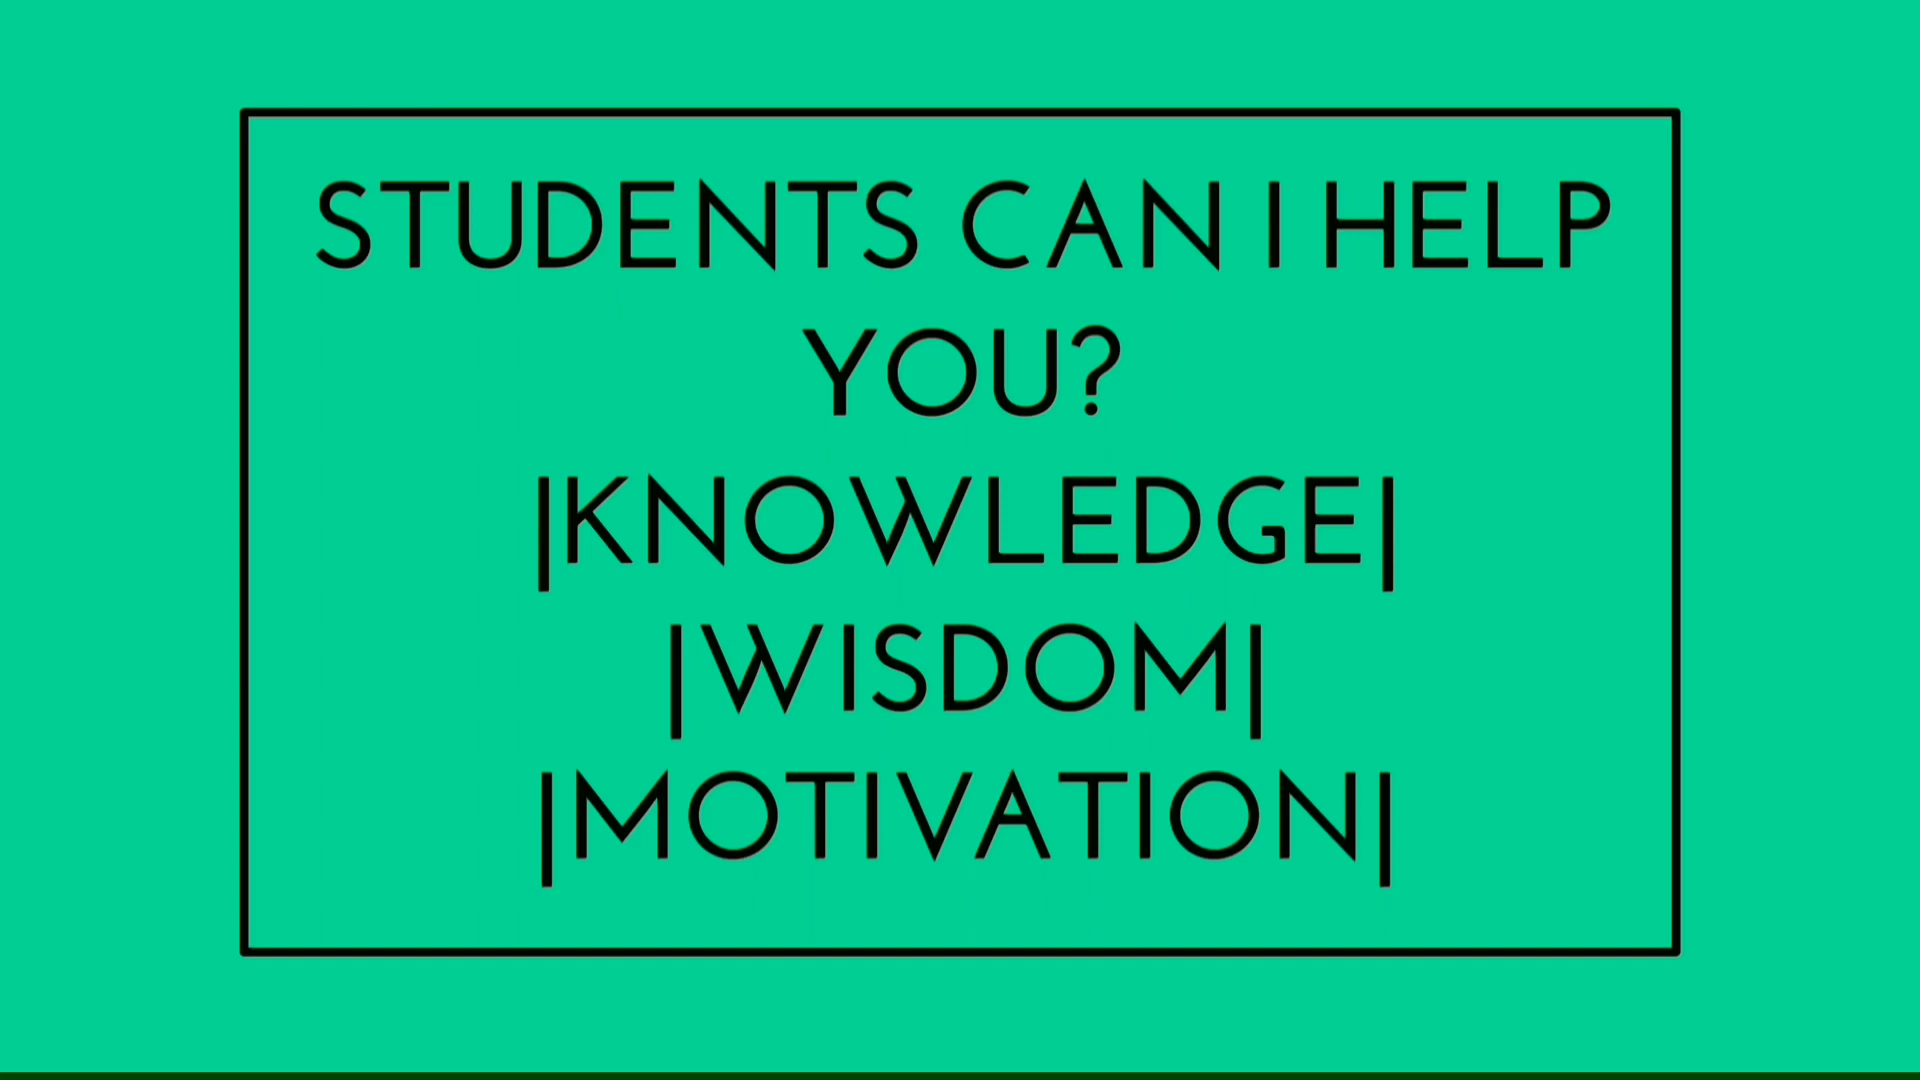 STUDENTS CAN I HELP
YOU?
|KNOWLEDGE|
|WISDOM|
|MOTIVATION|